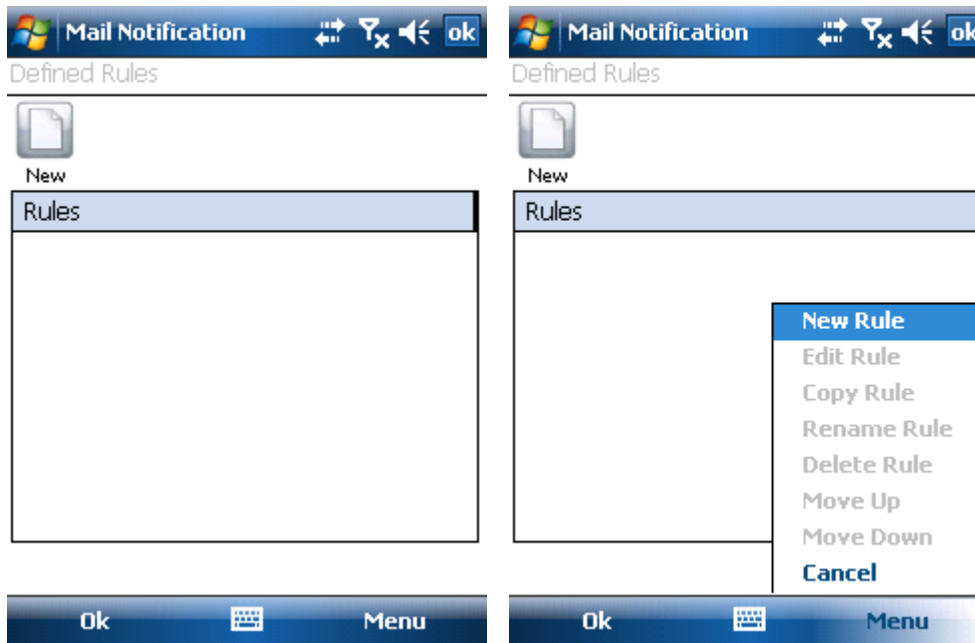 Mail Notification ok
Defined Rules
New
Rules
Ok Menu
Mail Notification ok
Defined Rules
New
Rules
New Rule
Edit Rule
Copy Rule
Rename Rule
Delete Rule
Move Up
Move Down
Cancel
Ok Menu